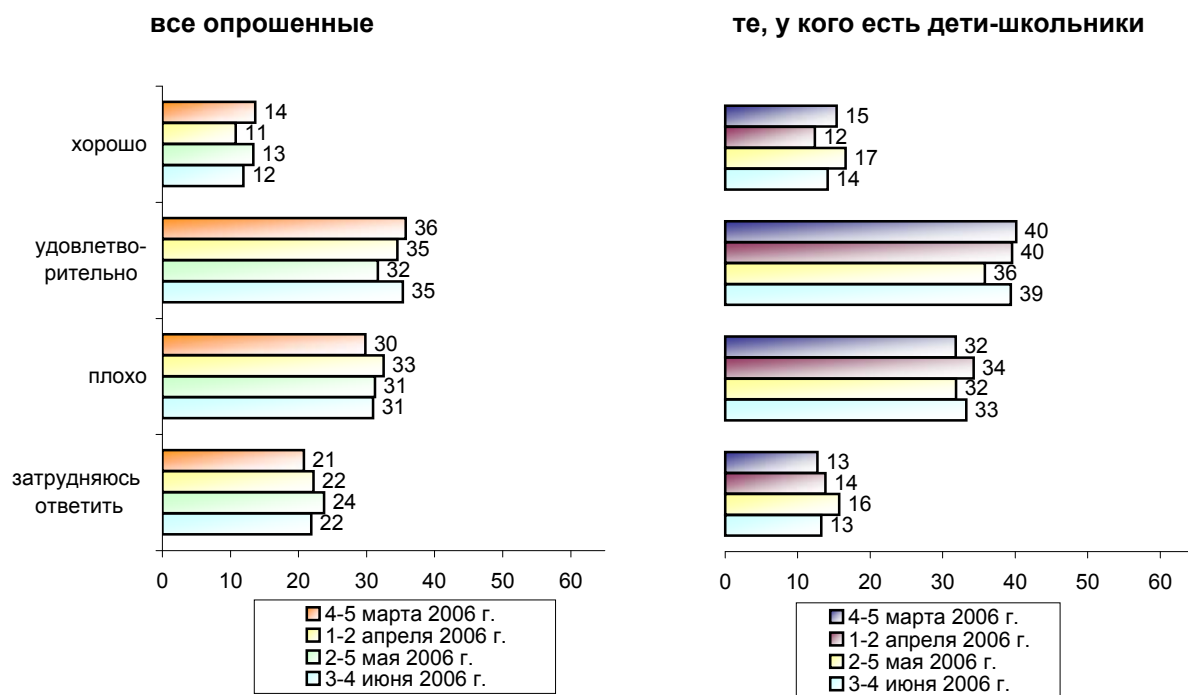 все опрошенные
хорошо
удовлетво-
рительно
плохо
затрудняюсь
ответить
14
11
13
12
36
35
32
35
30
33
31
31
21
22
24
22
0 10 20 30 40 50 60
4-5 марта 2006 г.
1-2 апреля 2006 г.
2-5 мая 2006 г.
3-4 июня 2006 г.
те, у кого есть дети-школьники
15
12
17
14
40
40
36
39
32
34
32
33
13
14
16
13
0 10 20 30 40 50 60
4-5 марта 2006 г.
1-2 апреля 2006 г.
2-5 мая 2006 г.
3-4 июня 2006 г.